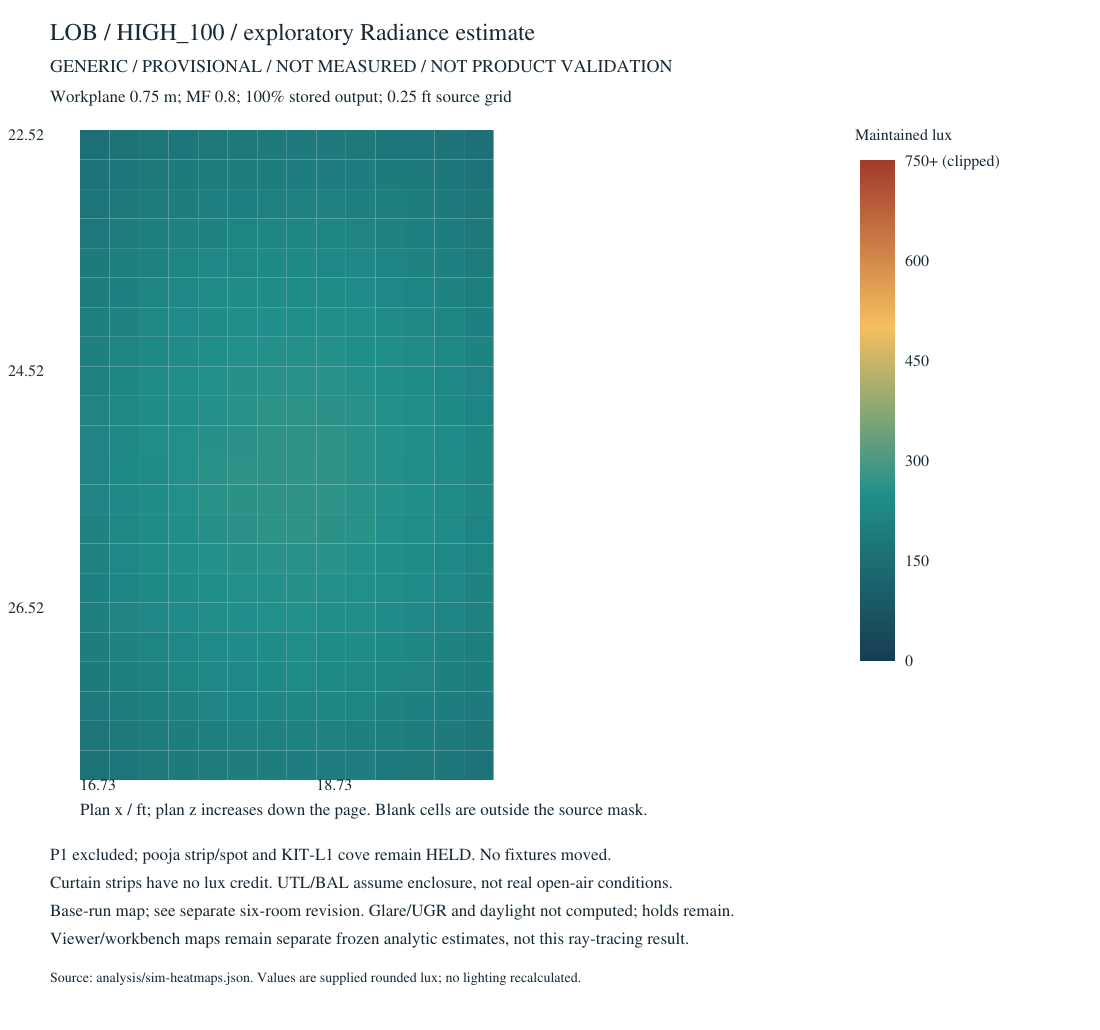 LOB / HIGH_100 / exploratory Radiance estimate
GENERIC / PROVISIONAL / NOT MEASURED / NOT PRODUCT VALIDATION
Workplane 0.75 m; MF 0.8; 100% stored output; 0.25 ft source grid
22.52
24.52
26.52
16.73
18.73
Maintained lux
750+ (clipped)
600
450
300
150
0
Plan x / ft; plan z increases down the page. Blank cells are outside the source mask.
P1 excluded; pooja strip/spot and KIT-L1 cove remain HELD. No fixtures moved.
Curtain strips have no lux credit. UTL/BAL assume enclosure, not real open-air conditions.
Base-run map; see separate six-room revision. Glare/UGR and daylight not computed; holds remain.
Viewer/workbench maps remain separate frozen analytic estimates, not this ray-tracing result.
Source: analysis/sim-heatmaps.json. Values are supplied rounded lux; no lighting recalculated.